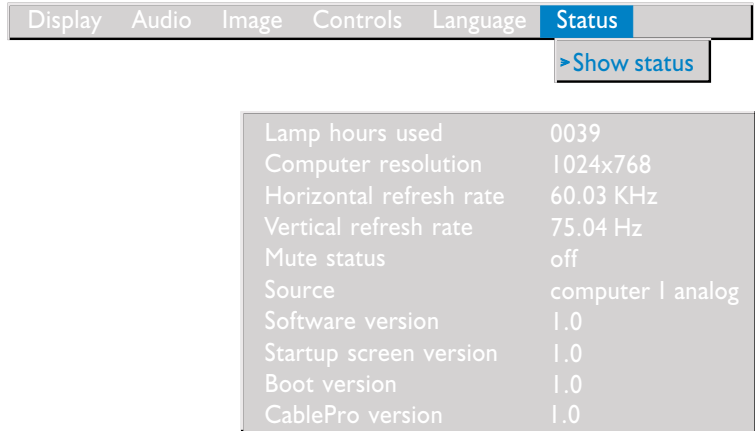 Display Audio Image Controls Language Status
➤Show status
Lamp hours used 0039
Computer resolution 1024x768
Horizontal refresh rate 60.03 KHz
Vertical refresh rate 75.04 Hz
Mute status off
Source computer 1 analog
Software version 1.0
Startup screen version 1.0
Boot version 1.0
CablePro version 1.0